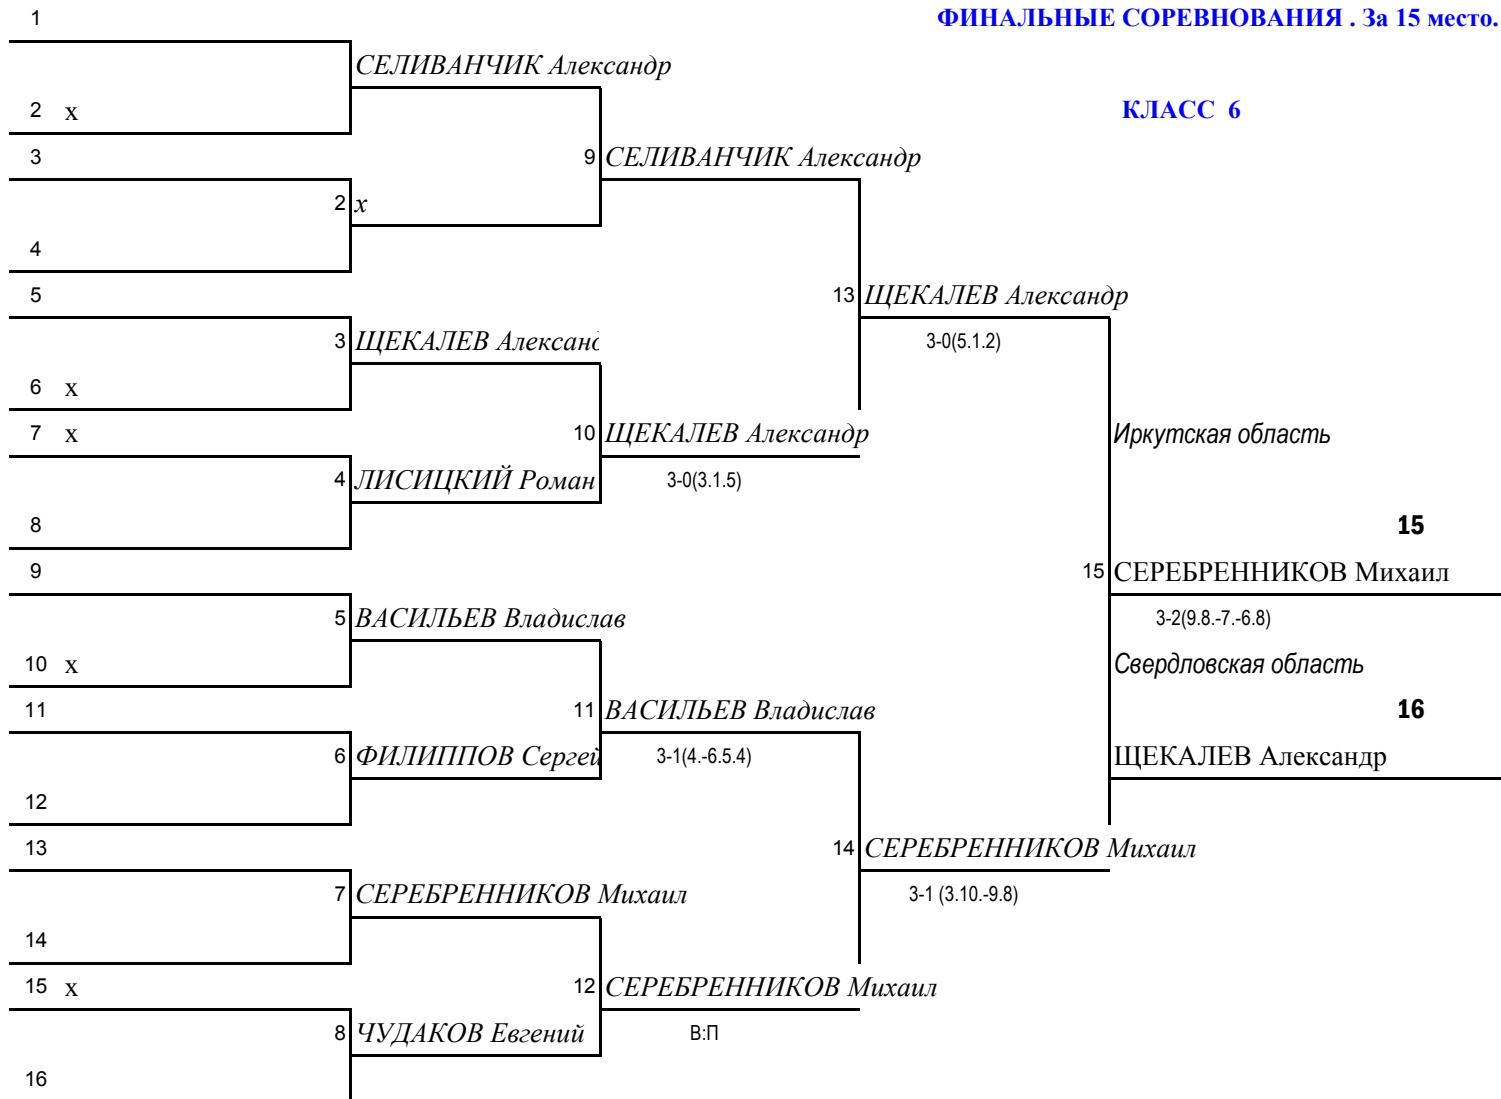 1
ФИНАЛЬНЫЕ СОРЕВНОВАНИЯ . За 15 место.
СЕЛИВАНЧИК Александр
2 х
КЛАСС 6
3
9 СЕЛИВАНЧИК Александр
2 х
4
5
13 ЩЕКАЛЕВ Александр
3 ЩЕКАЛЕВ Александ
3-0(5.1.2)
6 х
7 х
10 ЩЕКАЛЕВ Александр
Иркутская область
4 ЛИСИЦКИЙ Роман
3-0(3.1.5)
8
15
9
15 СЕРЕБРЕННИКОВ Михаил
5 ВАСИЛЬЕВ Владислав
3-2(9.8.-7.-6.8)
10 х
Свердловская область
11
11 ВАСИЛЬЕВ Владислав
16
6 ФИЛИППОВ Сергей
3-1(4.-6.5.4)
ЩЕКАЛЕВ Александр
12
13
14 СЕРЕБРЕННИКОВ Михаил
7 СЕРЕБРЕННИКОВ Михаил
3-1 (3.10.-9.8)
14
15 х
12 СЕРЕБРЕННИКОВ Михаил
8 ЧУДАКОВ Евгений
В:П
16